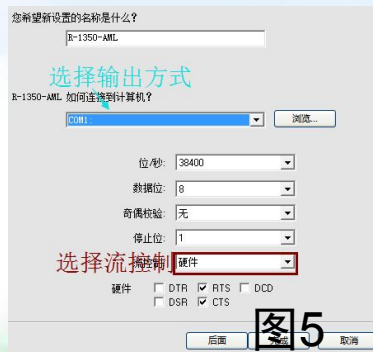 您希望新设置的名称是什么?
R-1350-AML
选择输出方式
R-1350-AML 如何连接到计算机?
COM1: 浏览...
位/秒: 38400
数据位: 8
奇偶校验: 无
停止位: 1
选择流控制 硬件
硬件 DTR RTS DCD
DSR CTS
图5
后面 取消